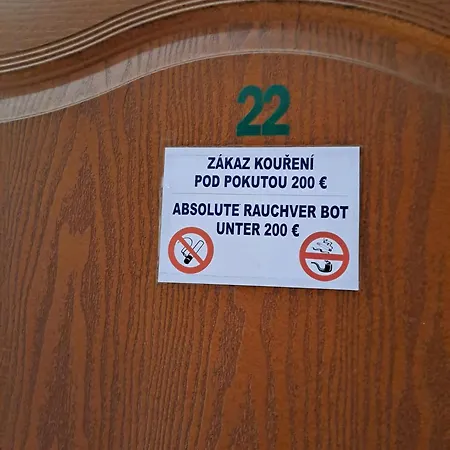 22
ZÁKAZ KOUŘENÍ
POD POKUTOU 200 €
ABSOLUTE RAUCHVER BOT
UNTER 200 €